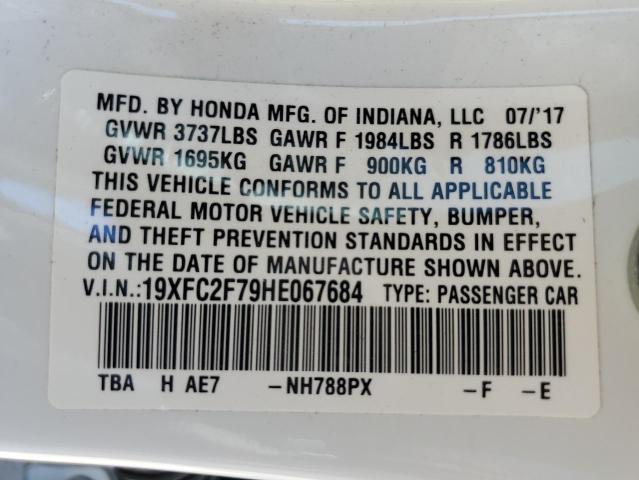 MFD. BY HONDA MFG. OF INDIANA, LLC 07/'17
GVWR 3737LBS GAWR F 1984LBS R 1786LBS
GVWR 1695KG GAWR F 900KG R 810KG
THIS VEHICLE CONFORMS TO ALL APPLICABLE
FEDERAL MOTOR VEHICLE SAFETY, BUMPER,
AND THEFT PREVENTION STANDARDS IN EFFECT
ON THE DATE OF MANUFACTURE SHOWN ABOVE.
V.I.N.:19XFC2F79HE067684 TYPE: PASSENGER CAR
TBA H AE7 –NH788PX –F –E